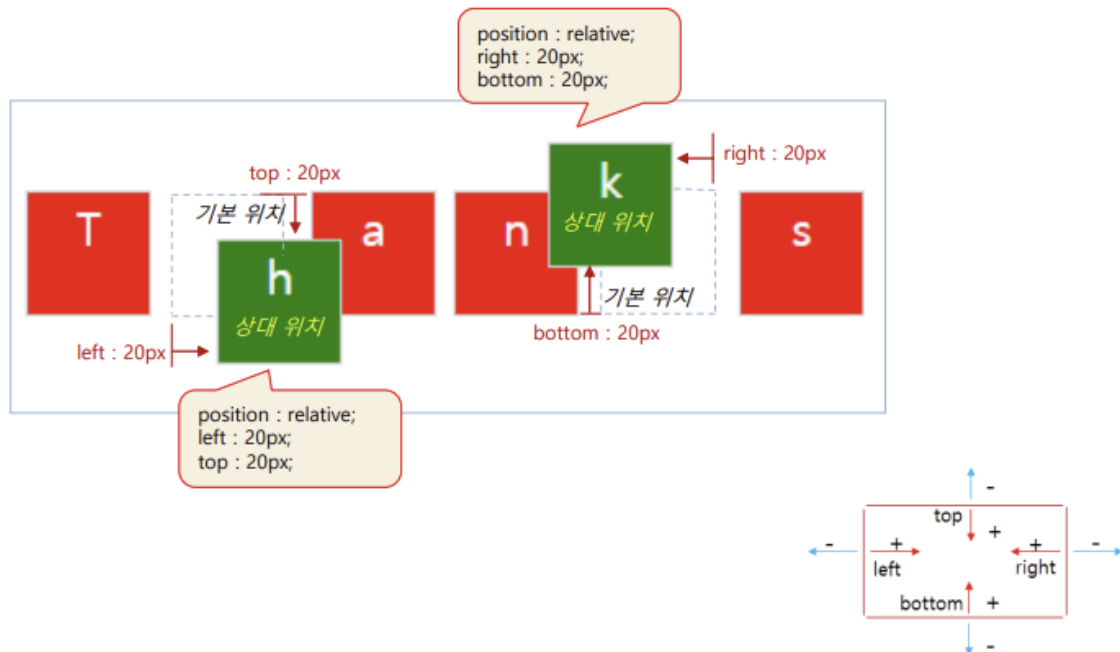 position : relative;
right : 20px;
bottom : 20px;
right : 20px
top : 20px
k
상대 위치
T
기본 위치
a
n
s
h
상대 위치
기본 위치
bottom : 20px
left : 20px
position : relative;
left : 20px;
top : 20px;
-
top
+
-
+
+
-
left
right
bottom
+
-